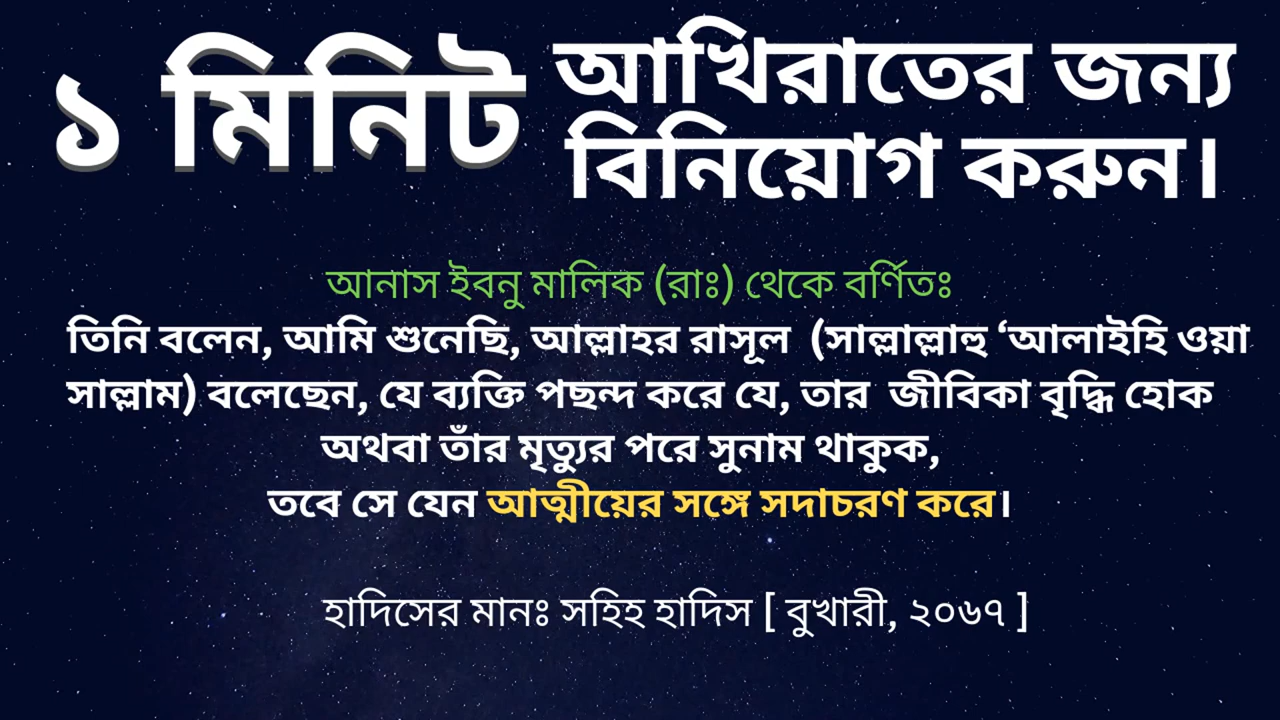 ১ মিনিট
আখিরাতের জন্য
বিনিয়োগ করুন।
আনাস ইবনু মালিক (রাঃ) থেকে বর্ণিতঃ
তিনি বলেন, আমি শুনেছি, আল্লাহর রাসূল (সাল্লাল্লাহু ‘আলাইহি ওয়া
সাল্লাম) বলেছেন, যে ব্যক্তি পছন্দ করে যে, তার জীবিকা বৃদ্ধি হোক
অথবা তাঁর মৃত্যুর পরে সুনাম থাকুক,
তবে সে যেন আত্মীয়ের সঙ্গে সদাচরণ করে।
হাদিসের মানঃ সহিহ হাদিস [ বুখারী, ২০৬৭ ]